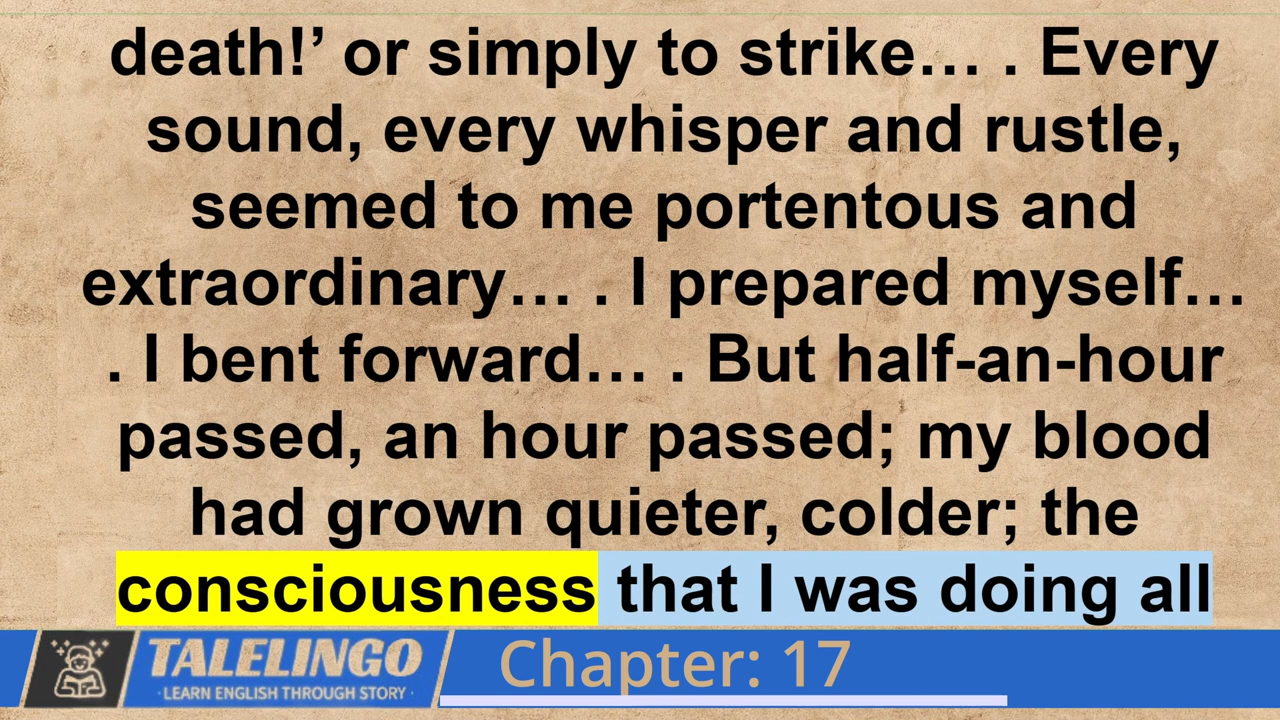 death!’ or simply to strike… . Every
sound, every whisper and rustle,
seemed to me portentous and
extraordinary… . I prepared myself…
. I bent forward… . But half-an-hour
passed, an hour passed; my blood
had grown quieter, colder; the
consciousness that I was doing all
TALELINGO
· LEARN ENGLISH THROUGH STORY ·
Chapter: 17